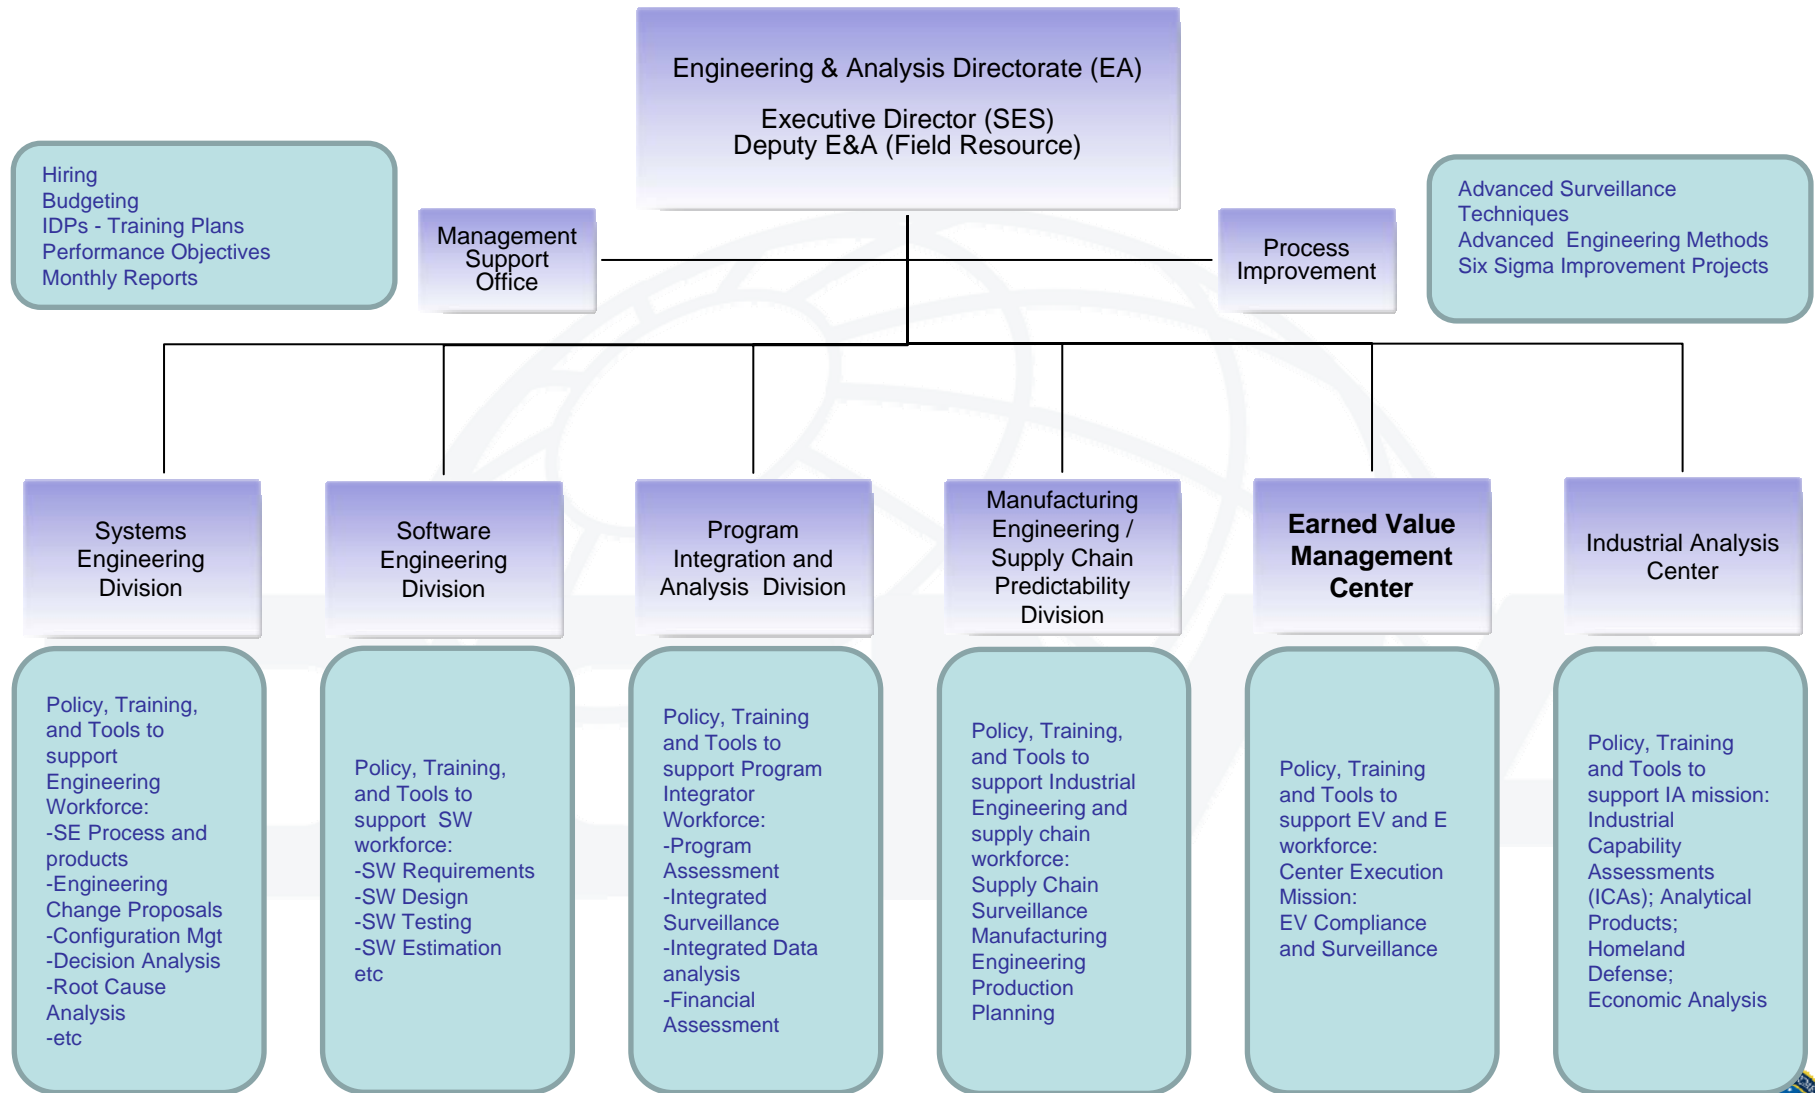 Engineering & Analysis Directorate (EA)
Executive Director (SES)
Deputy E&A (Field Resource)
Hiring
Budgeting
IDPs - Training Plans
Performance Objectives
Monthly Reports
Management
Support
Office
Process
Improvement
Advanced Surveillance
Techniques
Advanced Engineering Methods
Six Sigma Improvement Projects
Systems
Engineering
Division
Software
Engineering
Division
Program
Integration and
Analysis Division
Manufacturing
Engineering /
Supply Chain
Predictability
Division
Earned Value
Management
Center
Industrial Analysis
Center
Policy, Training,
and Tools to
support
Engineering
Workforce:
-SE Process and
products
-Engineering
Change Proposals
-Configuration Mgt
-Decision Analysis
-Root Cause
Analysis
-etc
Policy, Training,
and Tools to
support SW
workforce:
-SW Requirements
-SW Design
-SW Testing
-SW Estimation
etc
Policy, Training
and Tools to
support Program
Integrator
Workforce:
-Program
Assessment
-Integrated
Surveillance
-Integrated Data
analysis
-Financial
Assessment
Policy, Training,
and Tools to
support Industrial
Engineering and
supply chain
workforce:
Supply Chain
Surveillance
Manufacturing
Engineering
Production
Planning
Policy, Training
and Tools to
support EV and E
workforce:
Center Execution
Mission:
EV Compliance
and Surveillance
Policy, Training
and Tools to
support IA mission:
Industrial
Capability
Assessments
(ICAs); Analytical
Products;
Homeland
Defense;
Economic Analysis